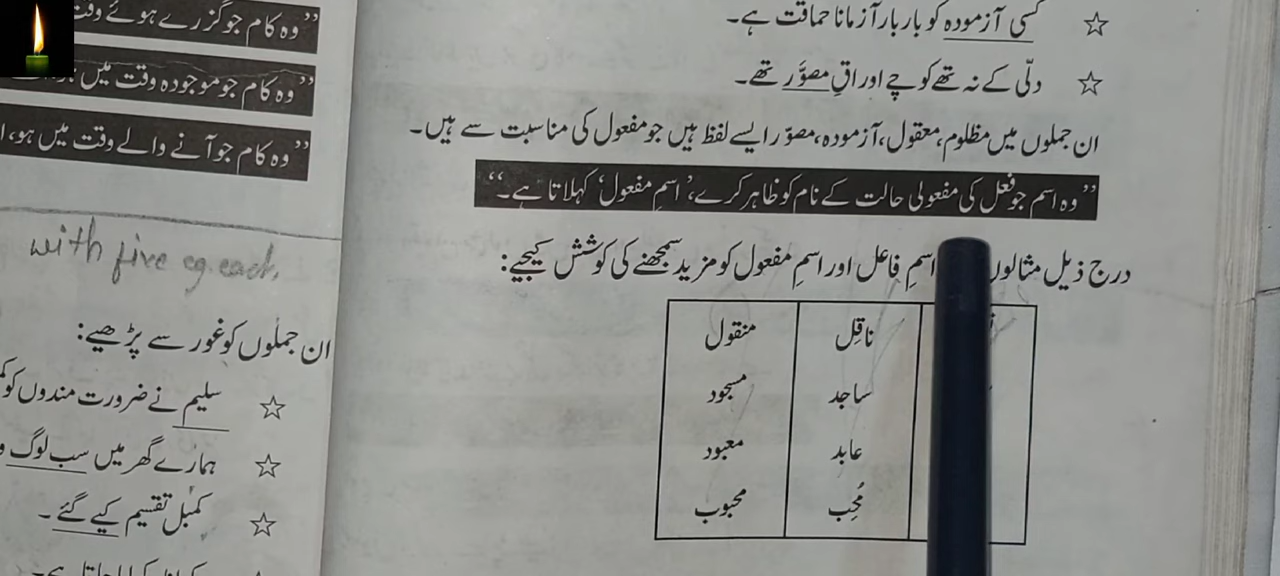 کسی آزمودہ کو بار بار آزمانا حماقت ہے۔
دلّی کے نہ تھے کوچے اوراقِ مصوَّر تھے۔
ان جملوں میں مظلوم، معقول، آزمودہ، مصوّر ایسے لفظ ہیں جو مفعول کی مناسبت سے ہیں۔
”وہ اسم جو فعل کی مفعولی حالت کے نام کو ظاہر کرے، ’اسمِ مفعول‘ کہلاتا ہے۔“
درج ذیل مثالوں اسمِ فاعل اور اسمِ مفعول کو مزید سمجھنے کی کوشش کیجیے:
ناقِل منقول
ساجد مسجود
عابد معبود
مُحِب محبوب
”وہ کام جو گزرے ہوئے وقت
”وہ کام جو موجودہ وقت میں
”وہ کام جو آنے والے وقت میں ہو،
with five eg. each.
ان جملوں کو غور سے پڑھیے:
سلیم نے ضرورت مندوں کو
ہمارے گھر میں سب لوگ
کمبل تقسیم کیے گئے۔